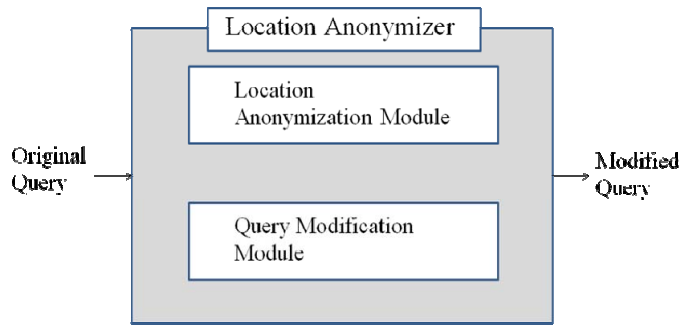 Location Anonymizer
Location
Anonymization Module
Original
Query
Modified
Query
Query Modification
Module